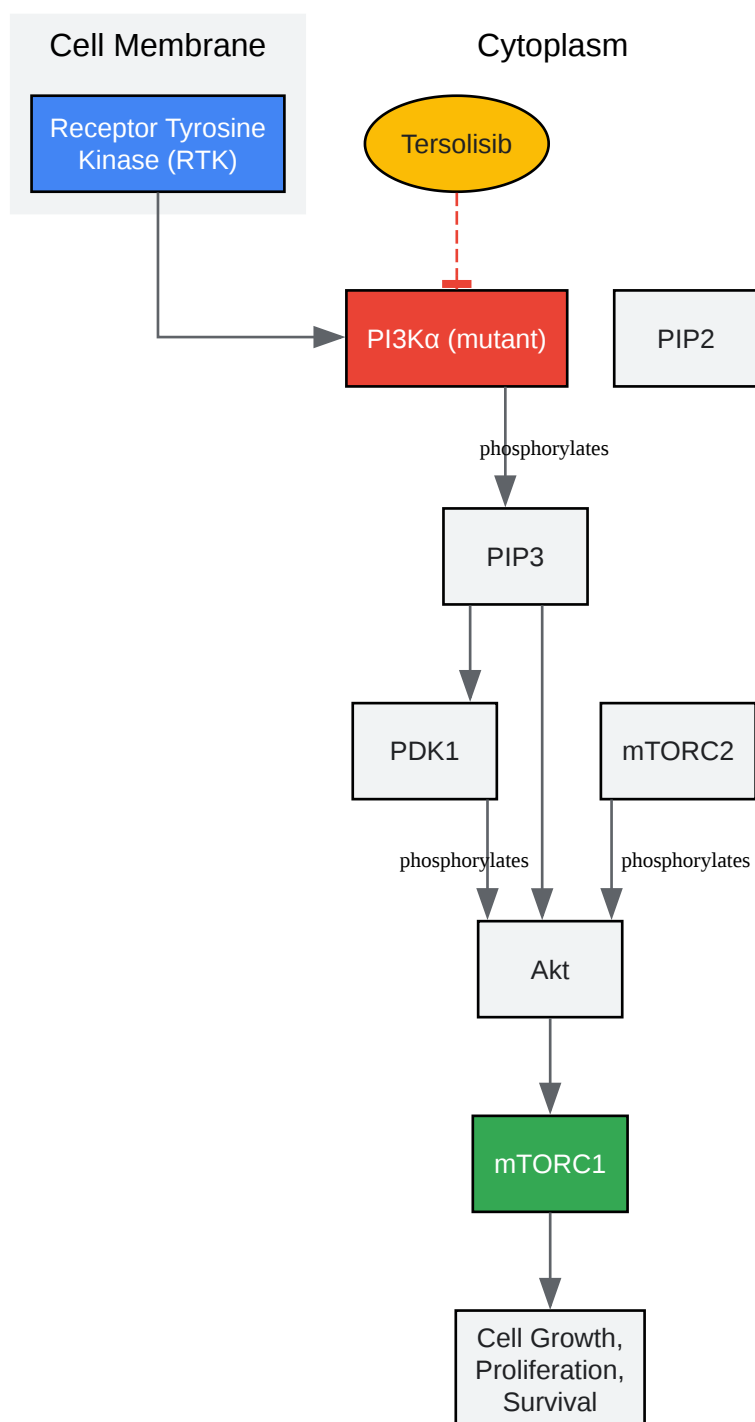 Cell Membrane
Cytoplasm
Receptor Tyrosine
Kinase (RTK)
Tersolisib
PI3Kα (mutant)
PIP2
phosphorylates
PIP3
PDK1
mTORC2
phosphorylates
phosphorylates
Akt
mTORC1
Cell Growth,
Proliferation,
Survival